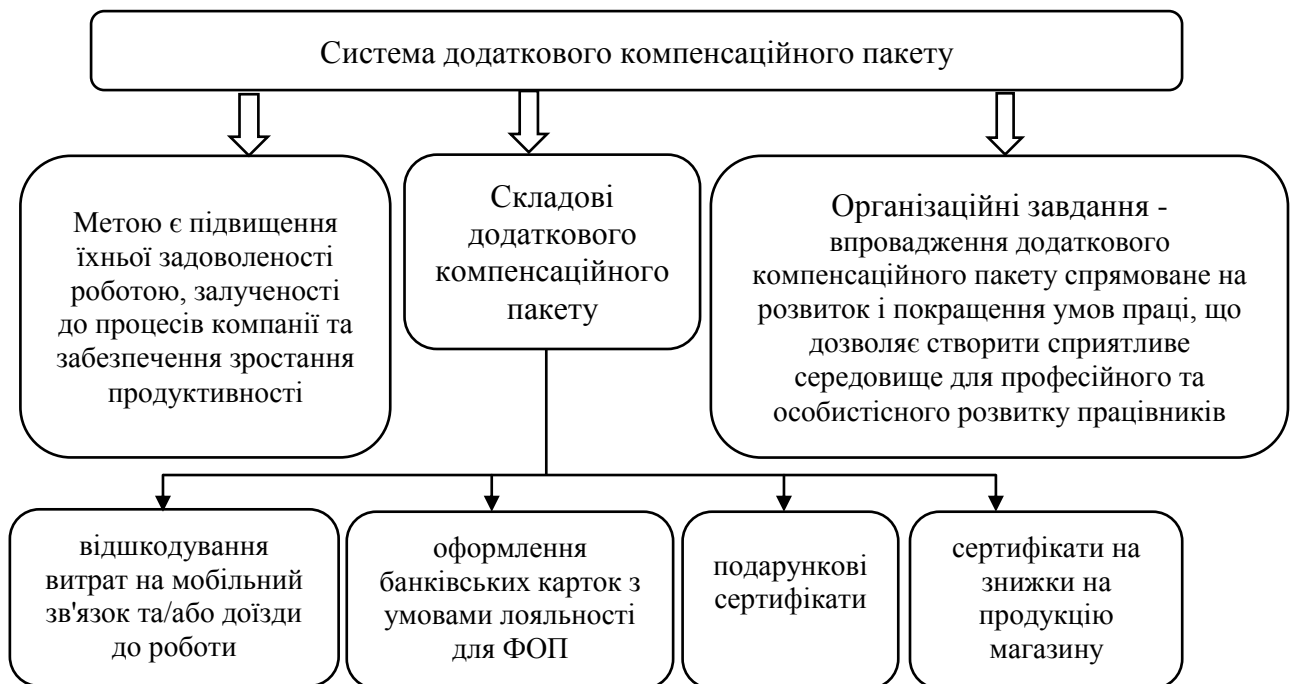 Система додаткового компенсаційного пакету
Метою є підвищення
їхньої задоволеності
роботою, залученості
до процесів компанії та
забезпечення зростання
продуктивності
Складові
додаткового
компенсаційного
пакету
Організаційні завдання -
впровадження додаткового
компенсаційного пакету спрямоване на
розвиток і покращення умов праці, що
дозволяє створити сприятливе
середовище для професійного та
особистісного розвитку працівників
відшкодування
витрат на мобільний
зв'язок та/або доїзди
до роботи
оформлення
банківських карток з
умовами лояльності
для ФОП
подарункові
сертифікати
сертифікати на
знижки на
продукцію
магазину